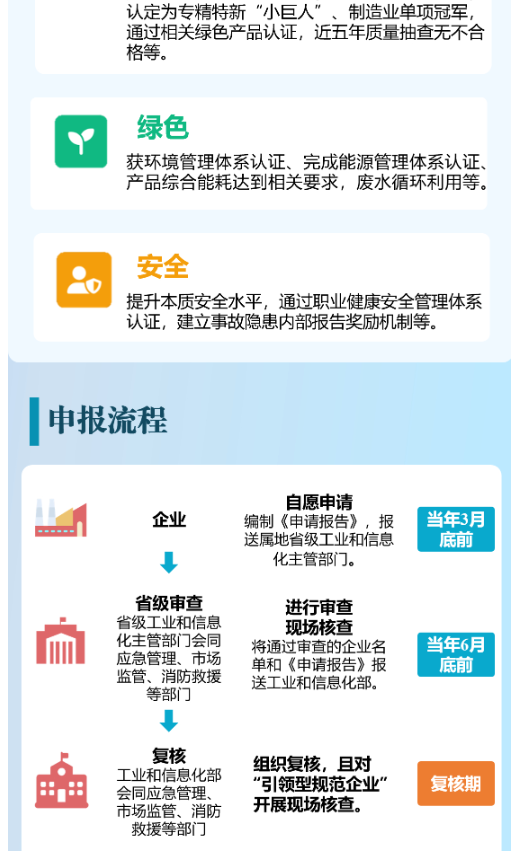 认定为专精特新“小巨人”、制造业单项冠军，
通过相关绿色产品认证，近五年质量抽查无不合
格等。
绿色
获环境管理体系认证、完成能源管理体系认证、
产品综合能耗达到相关要求，废水循环利用等。
安全
提升本质安全水平，通过职业健康安全管理体系
认证，建立事故隐患内部报告奖励机制等。
申报流程
企业
自愿申请
编制《申请报告》，报
送属地省级工业和信息
化主管部门。
当年3月
底前
省级审查
省级工业和信息
化主管部门会同
应急管理、市场
监管、消防救援
等部门
进行审查
现场核查
将通过审查的企业名
单和《申请报告》报
送工业和信息化部。
当年6月
底前
复核
工业和信息化部
会同应急管理、
市场监管、消防
救援等部门
组织复核，且对
“引领型规范企业”
开展现场核查。
复核期